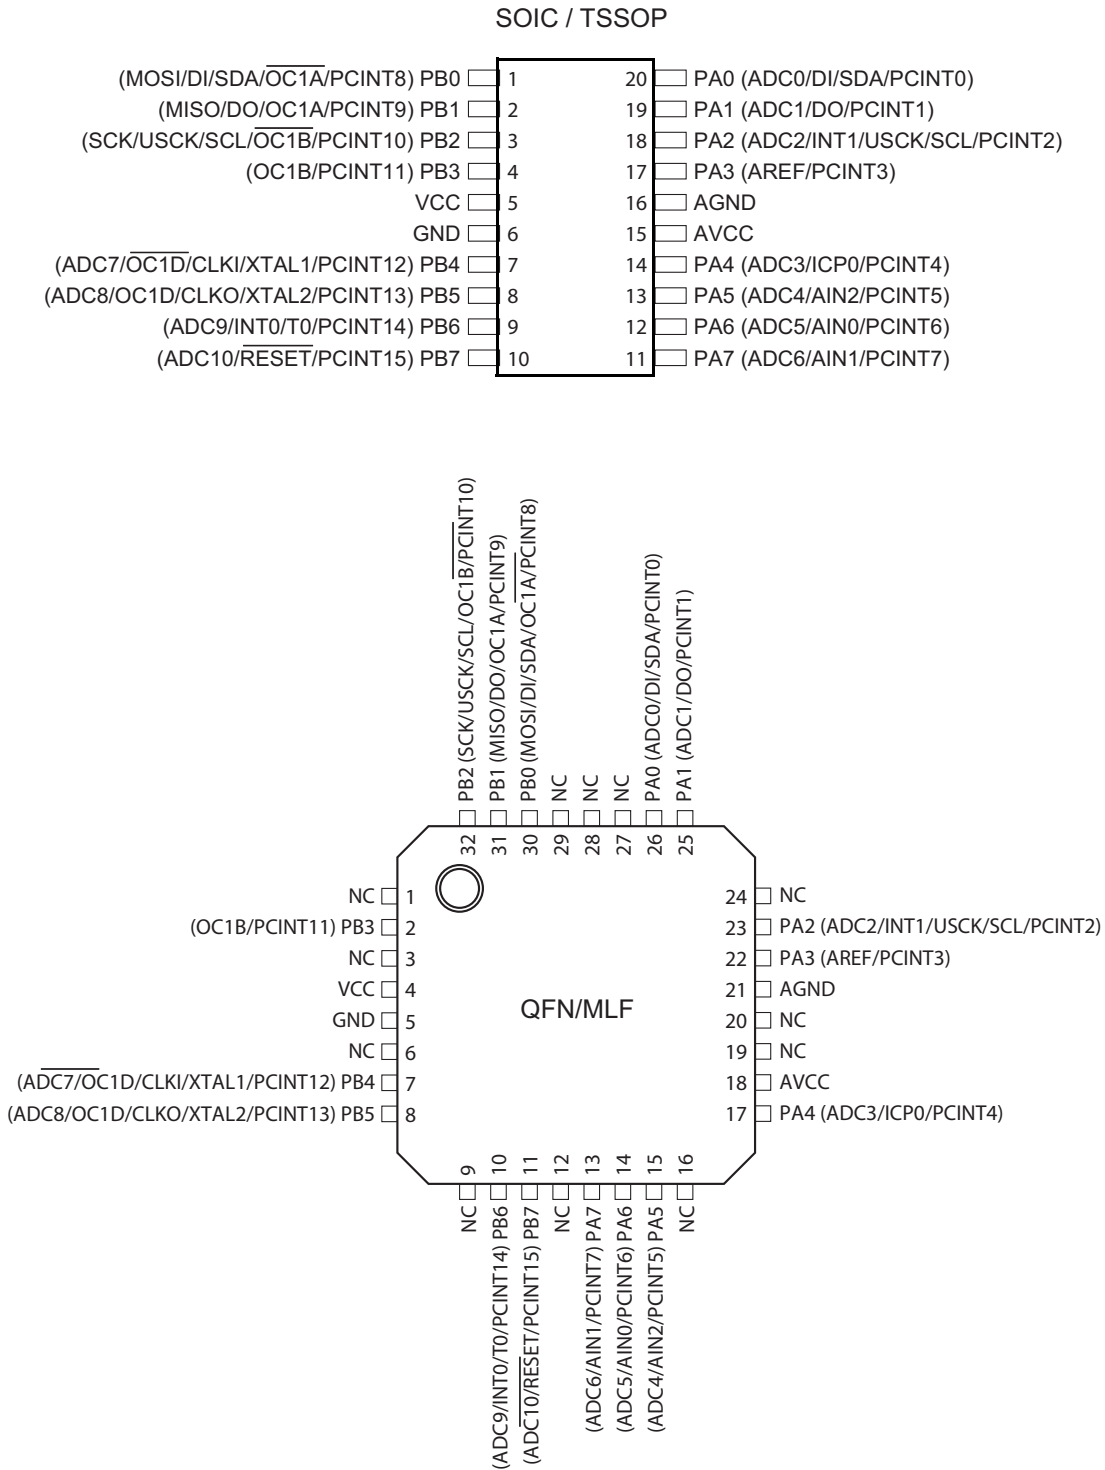 SOIC / TSSOP
(MOSI/DI/SDA/O̅C̅1̅A̅/PCINT8) PB0 1 20 PA0 (ADC0/DI/SDA/PCINT0)
(MISO/DO/OC1A/PCINT9) PB1 2 19 PA1 (ADC1/DO/PCINT1)
(SCK/USCK/SCL/O̅C̅1̅B̅/PCINT10) PB2 3 18 PA2 (ADC2/INT1/USCK/SCL/PCINT2)
(OC1B/PCINT11) PB3 4 17 PA3 (AREF/PCINT3)
VCC 5 16 AGND
GND 6 15 AVCC
(ADC7/O̅C̅1̅D̅/CLKI/XTAL1/PCINT12) PB4 7 14 PA4 (ADC3/ICP0/PCINT4)
(ADC8/OC1D/CLKO/XTAL2/PCINT13) PB5 8 13 PA5 (ADC4/AIN2/PCINT5)
(ADC9/INT0/T0/PCINT14) PB6 9 12 PA6 (ADC5/AIN0/PCINT6)
(ADC10/R̅E̅S̅E̅T̅/PCINT15) PB7 10 11 PA7 (ADC6/AIN1/PCINT7)
32 PB2 (SCK/USCK/SCL/OC1B/PCINT10)
31 PB1 (MISO/DO/OC1A/PCINT9)
30 PB0 (MOSI/DI/SDA/OC1A/PCINT8)
29 NC
28 NC
27 NC
26 PA0 (ADC0/DI/SDA/PCINT0)
25 PA1 (ADC1/DO/PCINT1)
NC 1
(OC1B/PCINT11) PB3 2
NC 3
VCC 4
GND 5
NC 6
(ADC7/OC1D/CLKI/XTAL1/PCINT12) PB4 7
(ADC8/OC1D/CLKO/XTAL2/PCINT13) PB5 8
QFN/MLF
24 NC
23 PA2 (ADC2/INT1/USCK/SCL/PCINT2)
22 PA3 (AREF/PCINT3)
21 AGND
20 NC
19 NC
18 AVCC
17 PA4 (ADC3/ICP0/PCINT4)
NC 9
(ADC9/INT0/T0/PCINT14) PB6 10
(ADC10/RESET/PCINT15) PB7 11
NC 12
(ADC6/AIN1/PCINT7) PA7 13
(ADC5/AIN0/PCINT6) PA6 14
(ADC4/AIN2/PCINT5) PA5 15
NC 16